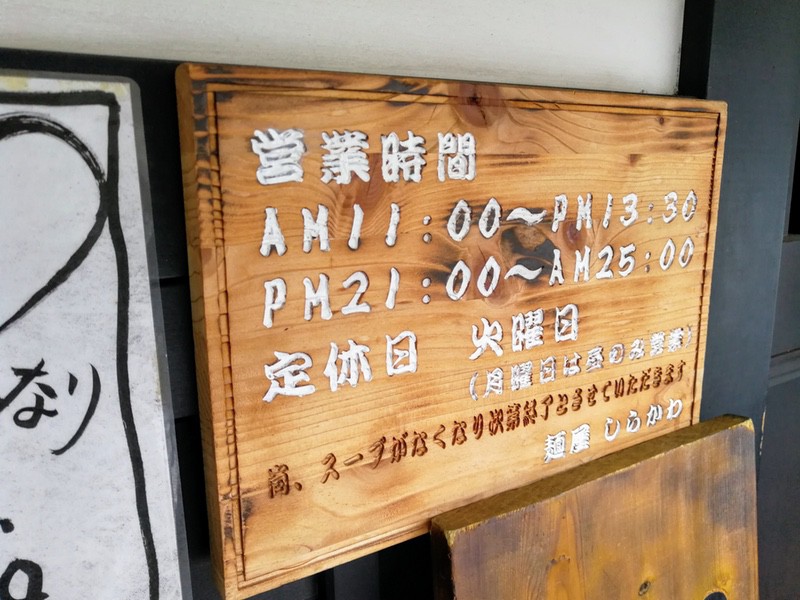 営業時間
AM11:00～PM13:30
PM21:00～AM25:00
定休日 火曜日
(月曜日は昼のみ営業)
尚、スープがなくなり次第終了とさせていただきます
麺屋 しらかわ
なり